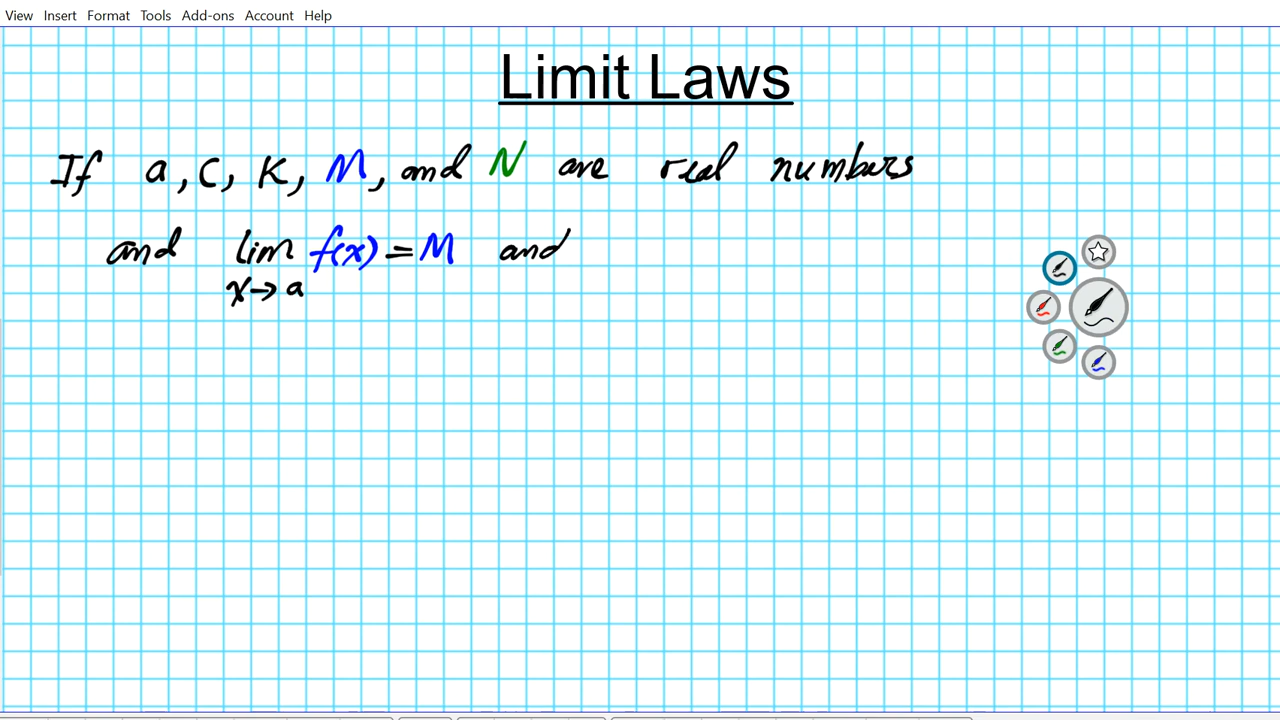 View Insert Format Tools Add-ons Account Help
Limit Laws
If a, c, K, M, and N are real numbers
and lim f(x) = M and
x→a